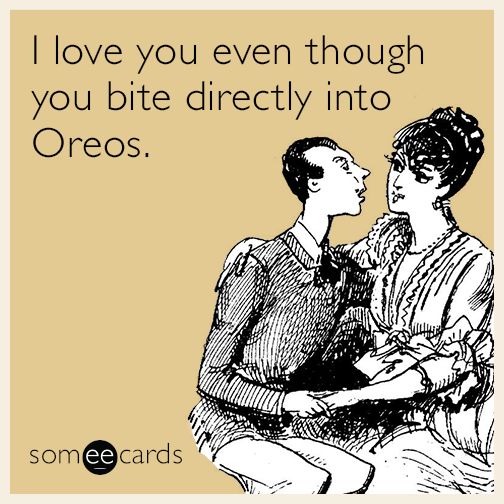 I love you even though
you bite directly into
Oreos.
someecards